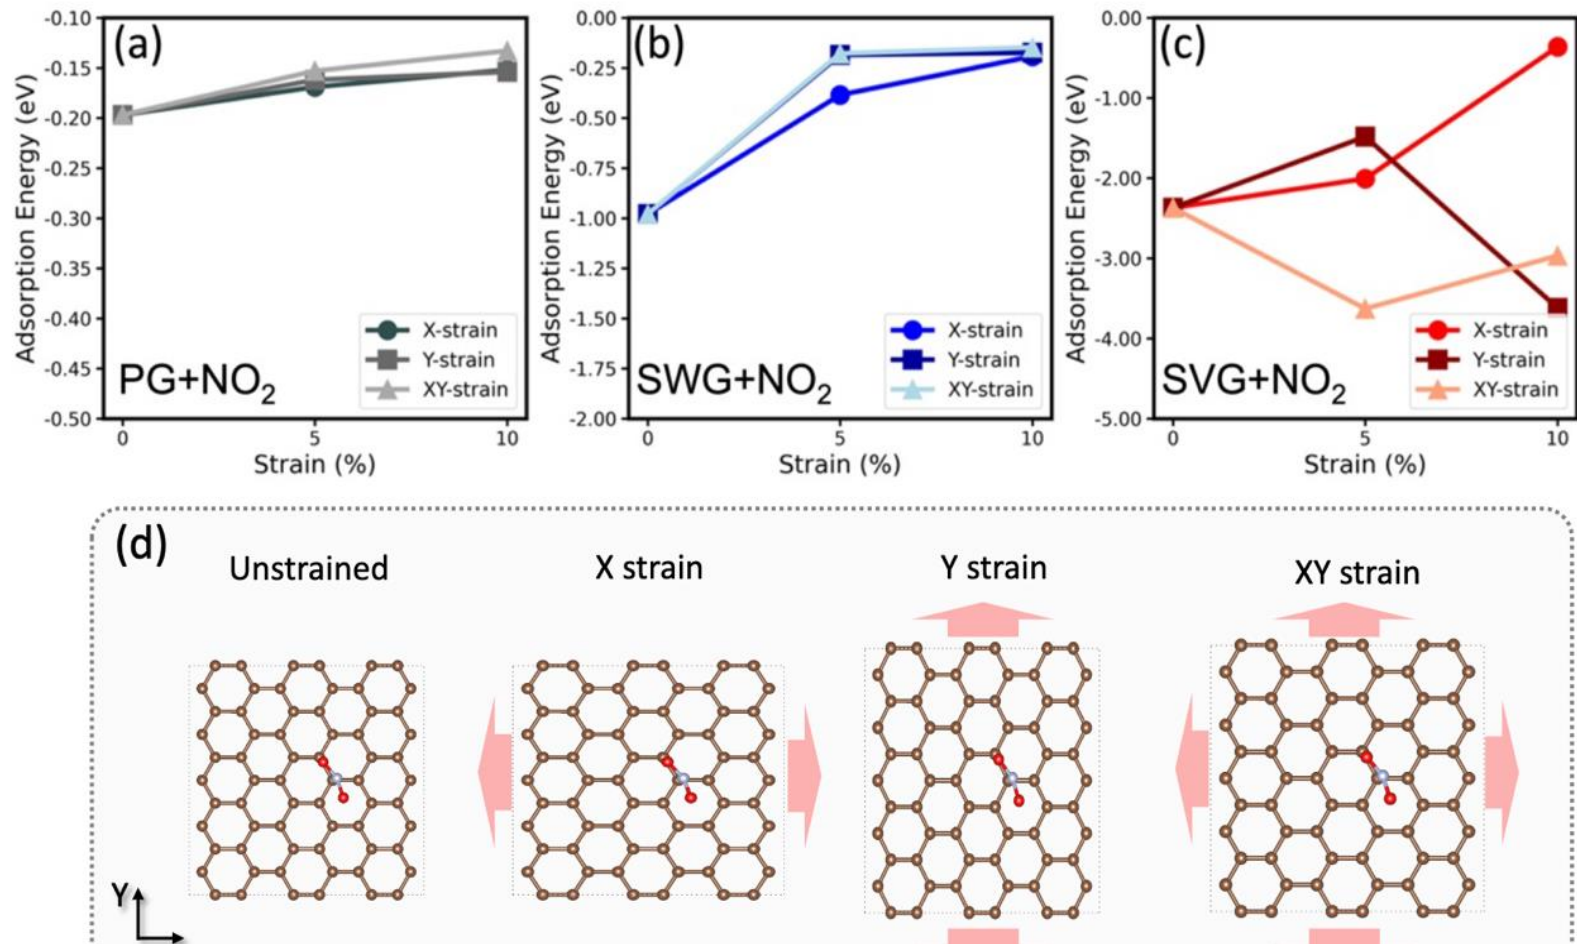 (a)
Adsorption Energy (eV)
-0.10
-0.15
-0.20
-0.25
-0.30
-0.35
-0.40
-0.45
-0.50
PG+NO₂
X-strain
Y-strain
XY-strain
0 5 10
Strain (%)
(b)
Adsorption Energy (eV)
0.00
-0.25
-0.50
-0.75
-1.00
-1.25
-1.50
-1.75
-2.00
SWG+NO₂
X-strain
Y-strain
XY-strain
0 5 10
Strain (%)
(c)
Adsorption Energy (eV)
0.00
-1.00
-2.00
-3.00
-4.00
-5.00
SVG+NO₂
X-strain
Y-strain
XY-strain
0 5 10
Strain (%)
(d)
Unstrained X strain Y strain XY strain
Y